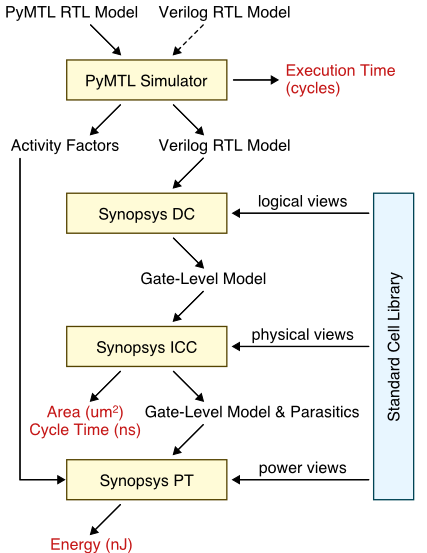 PyMTL RTL Model
Verilog RTL Model
PyMTL Simulator
Execution Time
(cycles)
Activity Factors
Verilog RTL Model
Synopsys DC
logical views
Gate-Level Model
Standard Cell Library
Synopsys ICC
physical views
Area (um²)
Cycle Time (ns)
Gate-Level Model & Parasitics
Synopsys PT
power views
Energy (nJ)